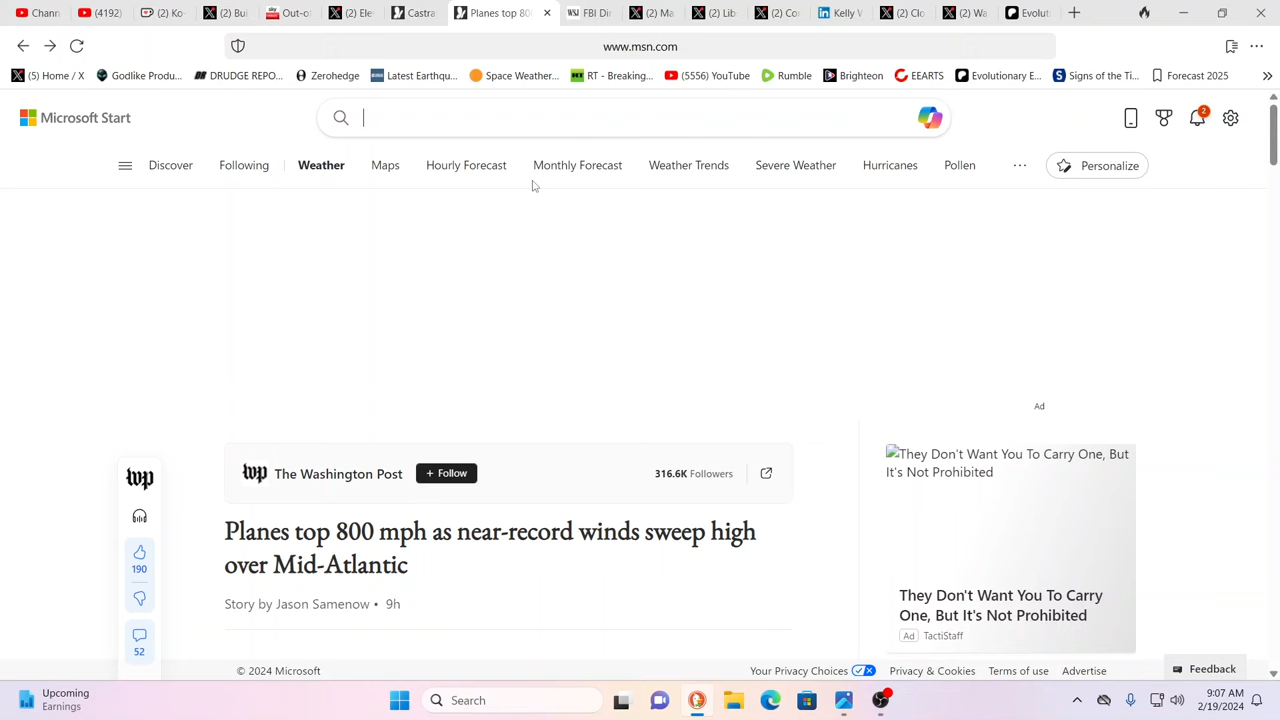 Chann
(4192)
(2) Ko
(2) Bui
Out-o
(2) Ele
Castra
Planes top 80
FBI Dir
(2) Ma
(2) Lib
(2) Co
Kelly V
(2) Clo
(2) Wa
Evoluti
www.msn.com
(5) Home / X
Godlike Produ...
DRUDGE REPO...
Zerohedge
Latest Earthqu...
Space Weather...
RT - Breaking...
(5556) YouTube
Rumble
Brighteon
EEARTS
Evolutionary E...
Signs of the Ti...
Forecast 2025
Microsoft Start
2
Discover
Following
Weather
Maps
Hourly Forecast
Monthly Forecast
Weather Trends
Severe Weather
Hurricanes
Pollen
Personalize
Ad
wp The Washington Post
+ Follow
316.6K Followers
They Don't Want You To Carry One, But
It's Not Prohibited
wp
190
52
Planes top 800 mph as near-record winds sweep high
over Mid-Atlantic
Story by Jason Samenow • 9h
They Don't Want You To Carry
One, But It's Not Prohibited
Ad TactiStaff
© 2024 Microsoft
Your Privacy Choices
Privacy & Cookies
Terms of use
Advertise
Feedback
Upcoming
Earnings
Search
9:07 AM
2/19/2024